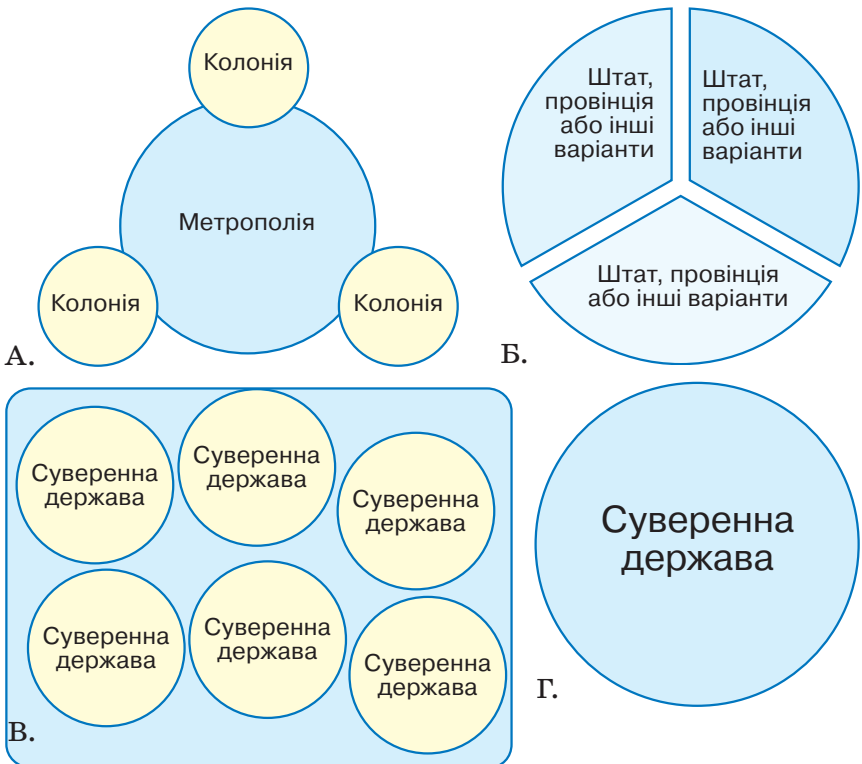 Колонія
Метрополія
Колонія
Колонія
А.
Штат,
провінція
або інші
варіанти
Штат,
провінція
або інші
варіанти
Штат, провінція
або інші варіанти
Б.
Суверенна
держава
Суверенна
держава
Суверенна
держава
Суверенна
держава
Суверенна
держава
Суверенна
держава
В.
Суверенна
держава
Г.